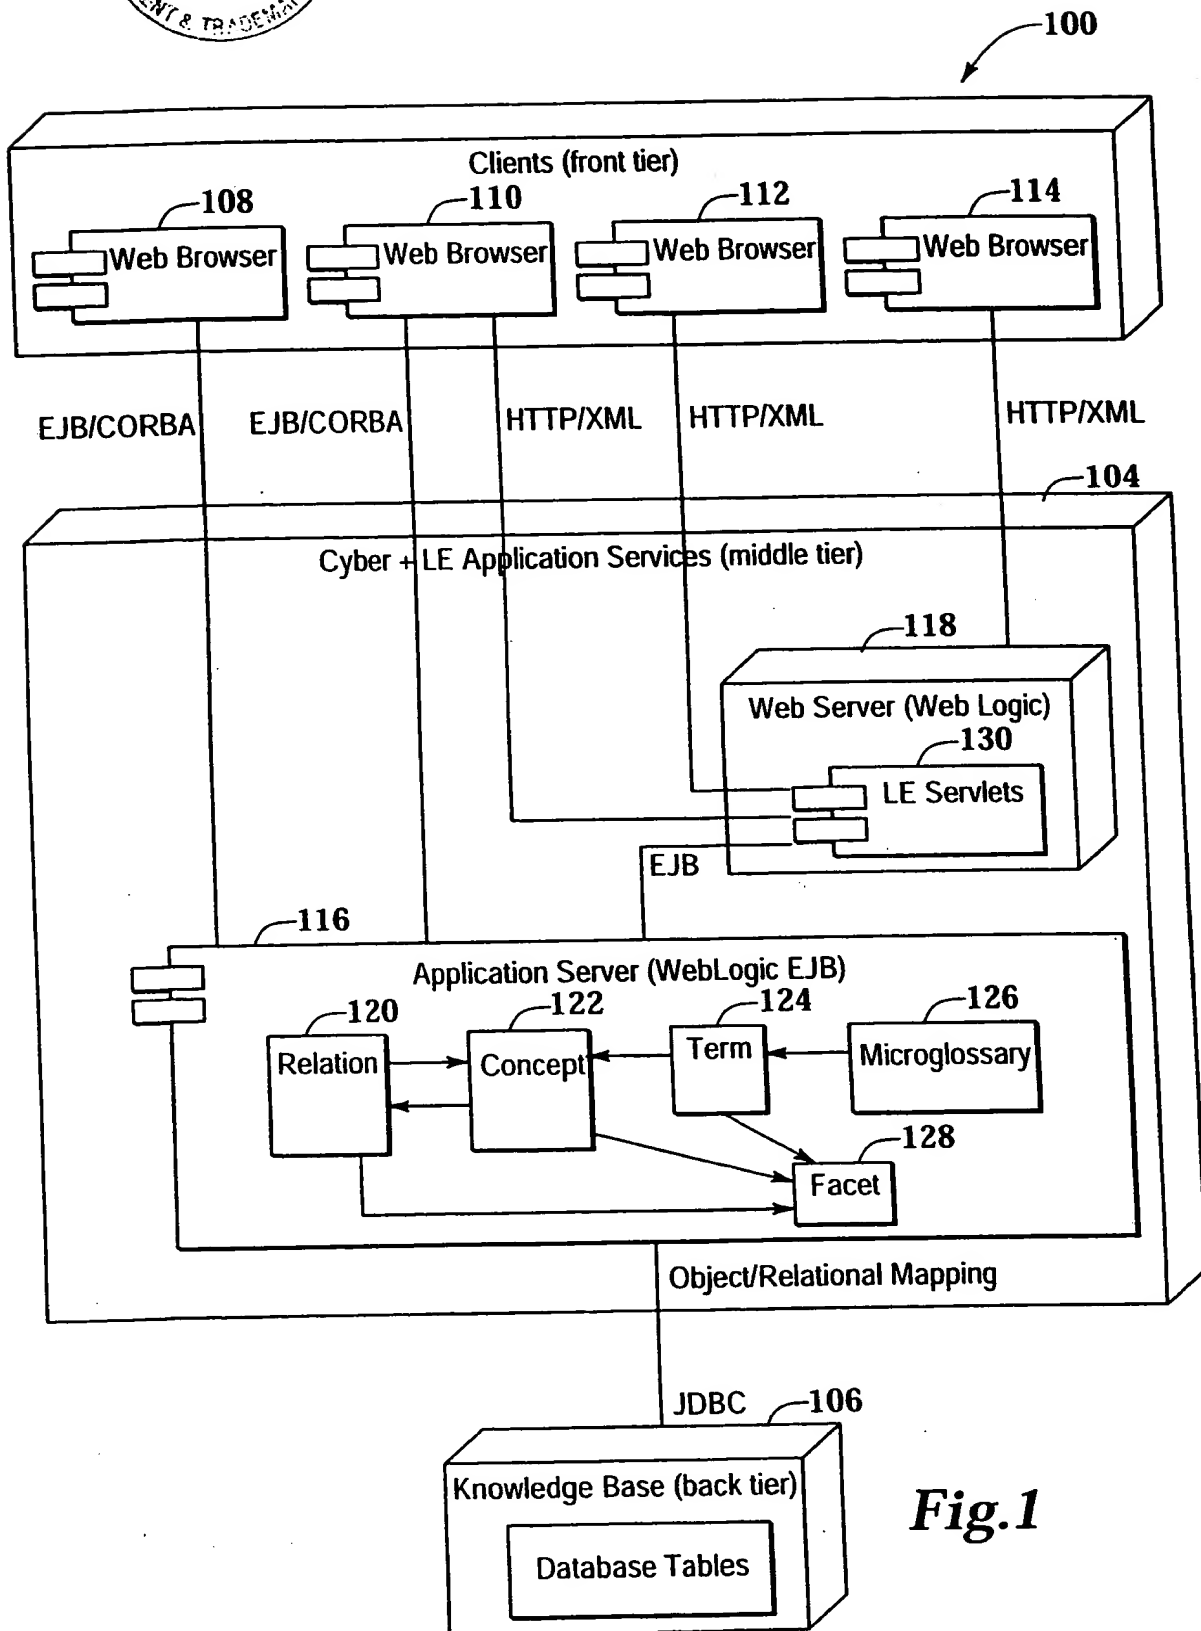 ENT & TRADEMA
100
Clients (front tier)
108 110 112 114
Web Browser Web Browser Web Browser Web Browser
EJB/CORBA EJB/CORBA HTTP/XML HTTP/XML HTTP/XML
104
Cyber + LE Application Services (middle tier)
118
Web Server (Web Logic)
130
LE Servlets
EJB
116
Application Server (WebLogic EJB)
120 122 124 126
Relation Concept Term Microglossary
128
Facet
Object/Relational Mapping
JDBC 106
Knowledge Base (back tier)
Database Tables
Fig.1